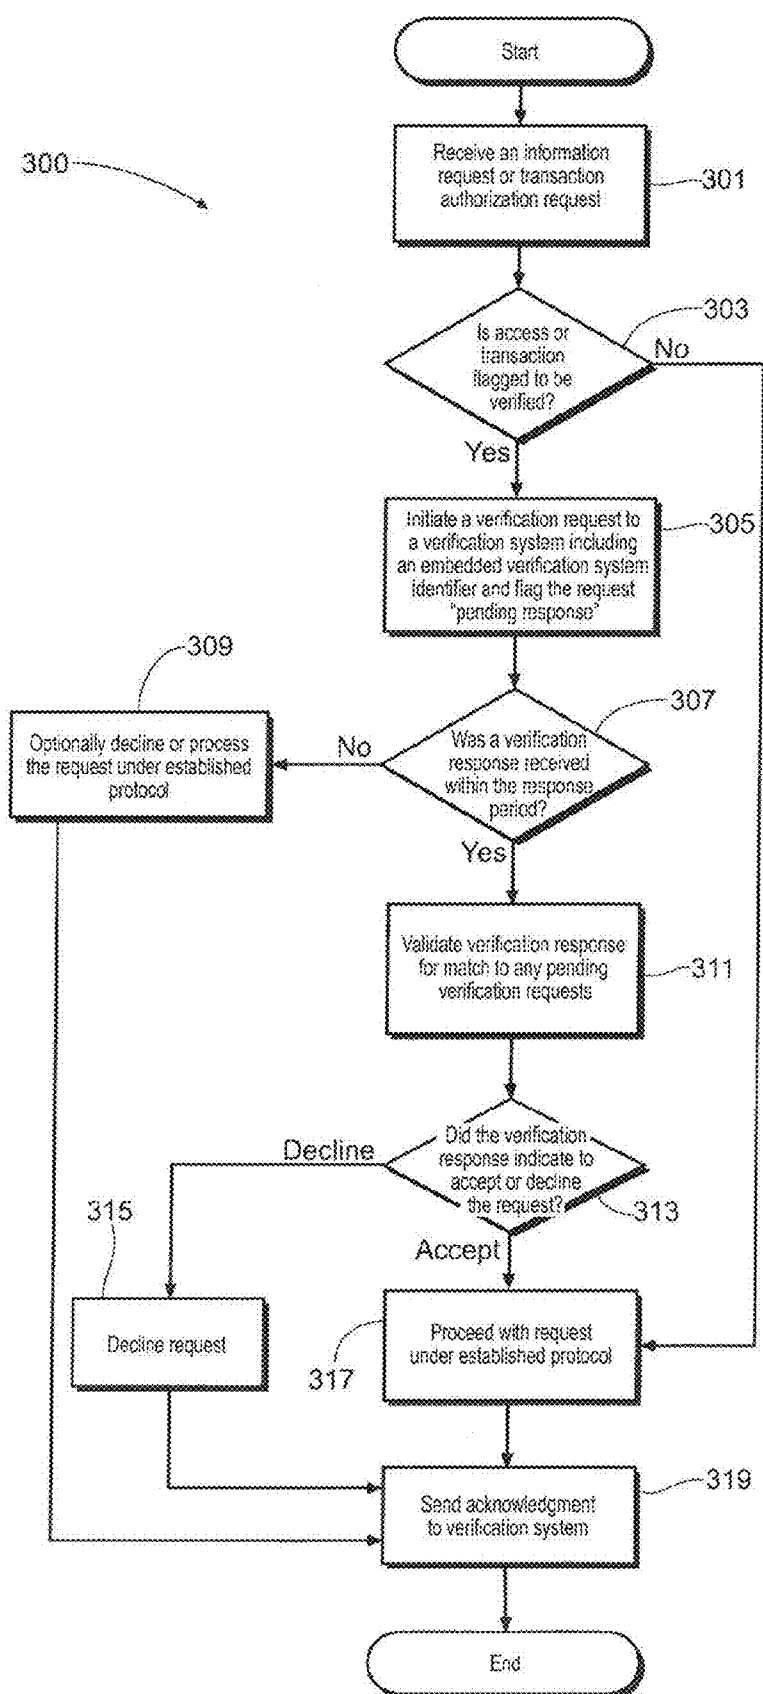 Start
300
Receive an information
request or transaction
authorization request
301
303
Is access or
transaction
flagged to be
verified?
No
Yes
Initiate a verification request to
a verification system including
an embedded verification system
identifier and flag the request
"pending response"
305
309
307
Optionally decline or process
the request under established
protocol
No
Was a verification
response received
within the response
period?
Yes
Validate verification response
for match to any pending
verification requests
311
Decline
Did the verification
response indicate to
accept or decline
the request?
313
315
Accept
Decline request
Proceed with request
under established protocol
317
319
Send acknowledgment
to verification system
End